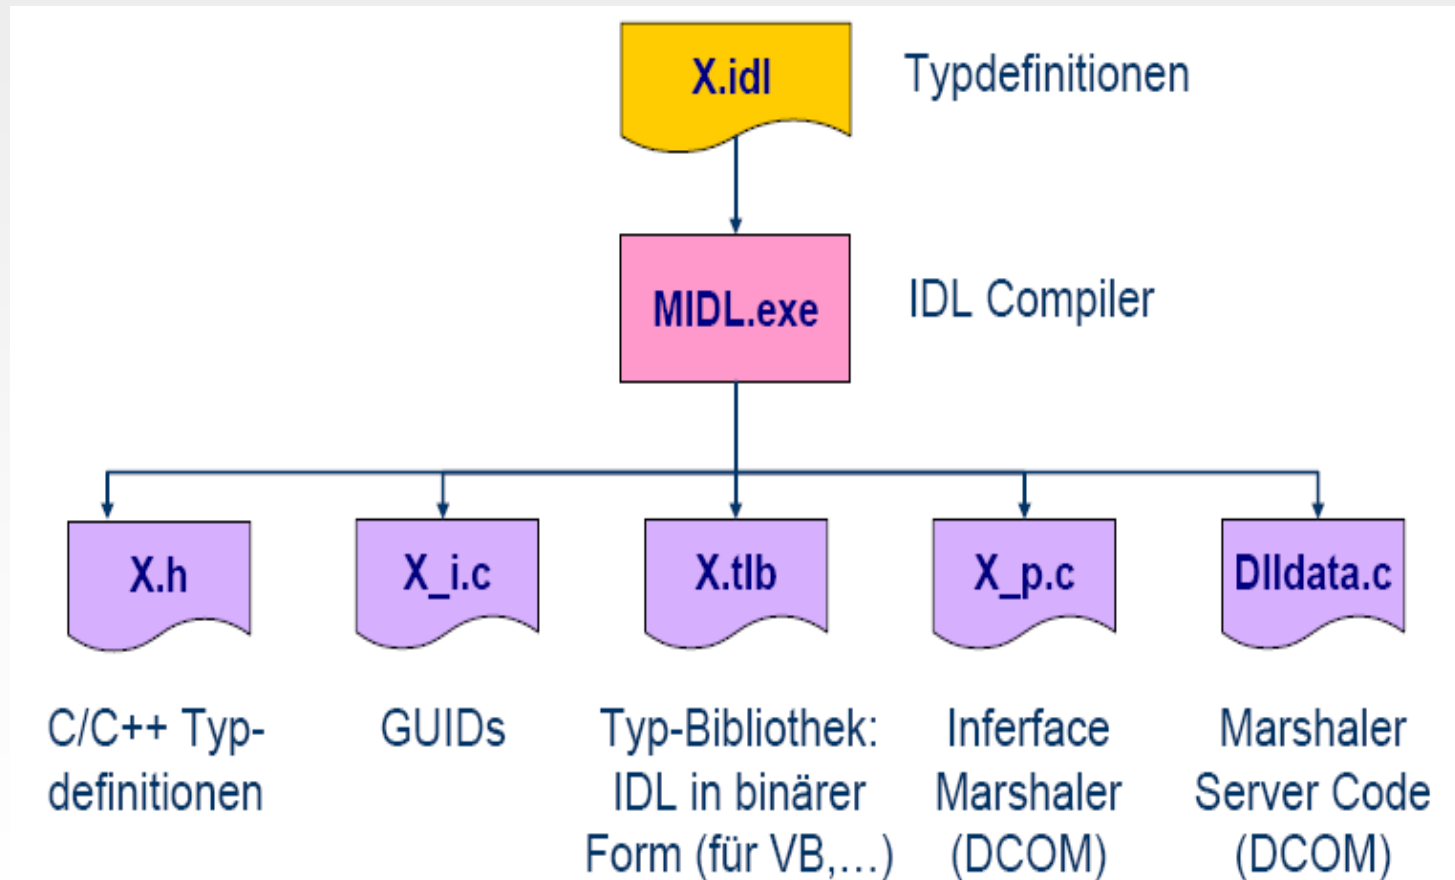 X.idl
Typdefinitionen
MIDL.exe
IDL Compiler
X.h
X_i.c
X.tlb
X_p.c
Dlldata.c
C/C++ Typ-
definitionen
GUIDs
Typ-Bibliothek:
IDL in binärer
Form (für VB,...)
Inferface
Marshaler
(DCOM)
Marshaler
Server Code
(DCOM)